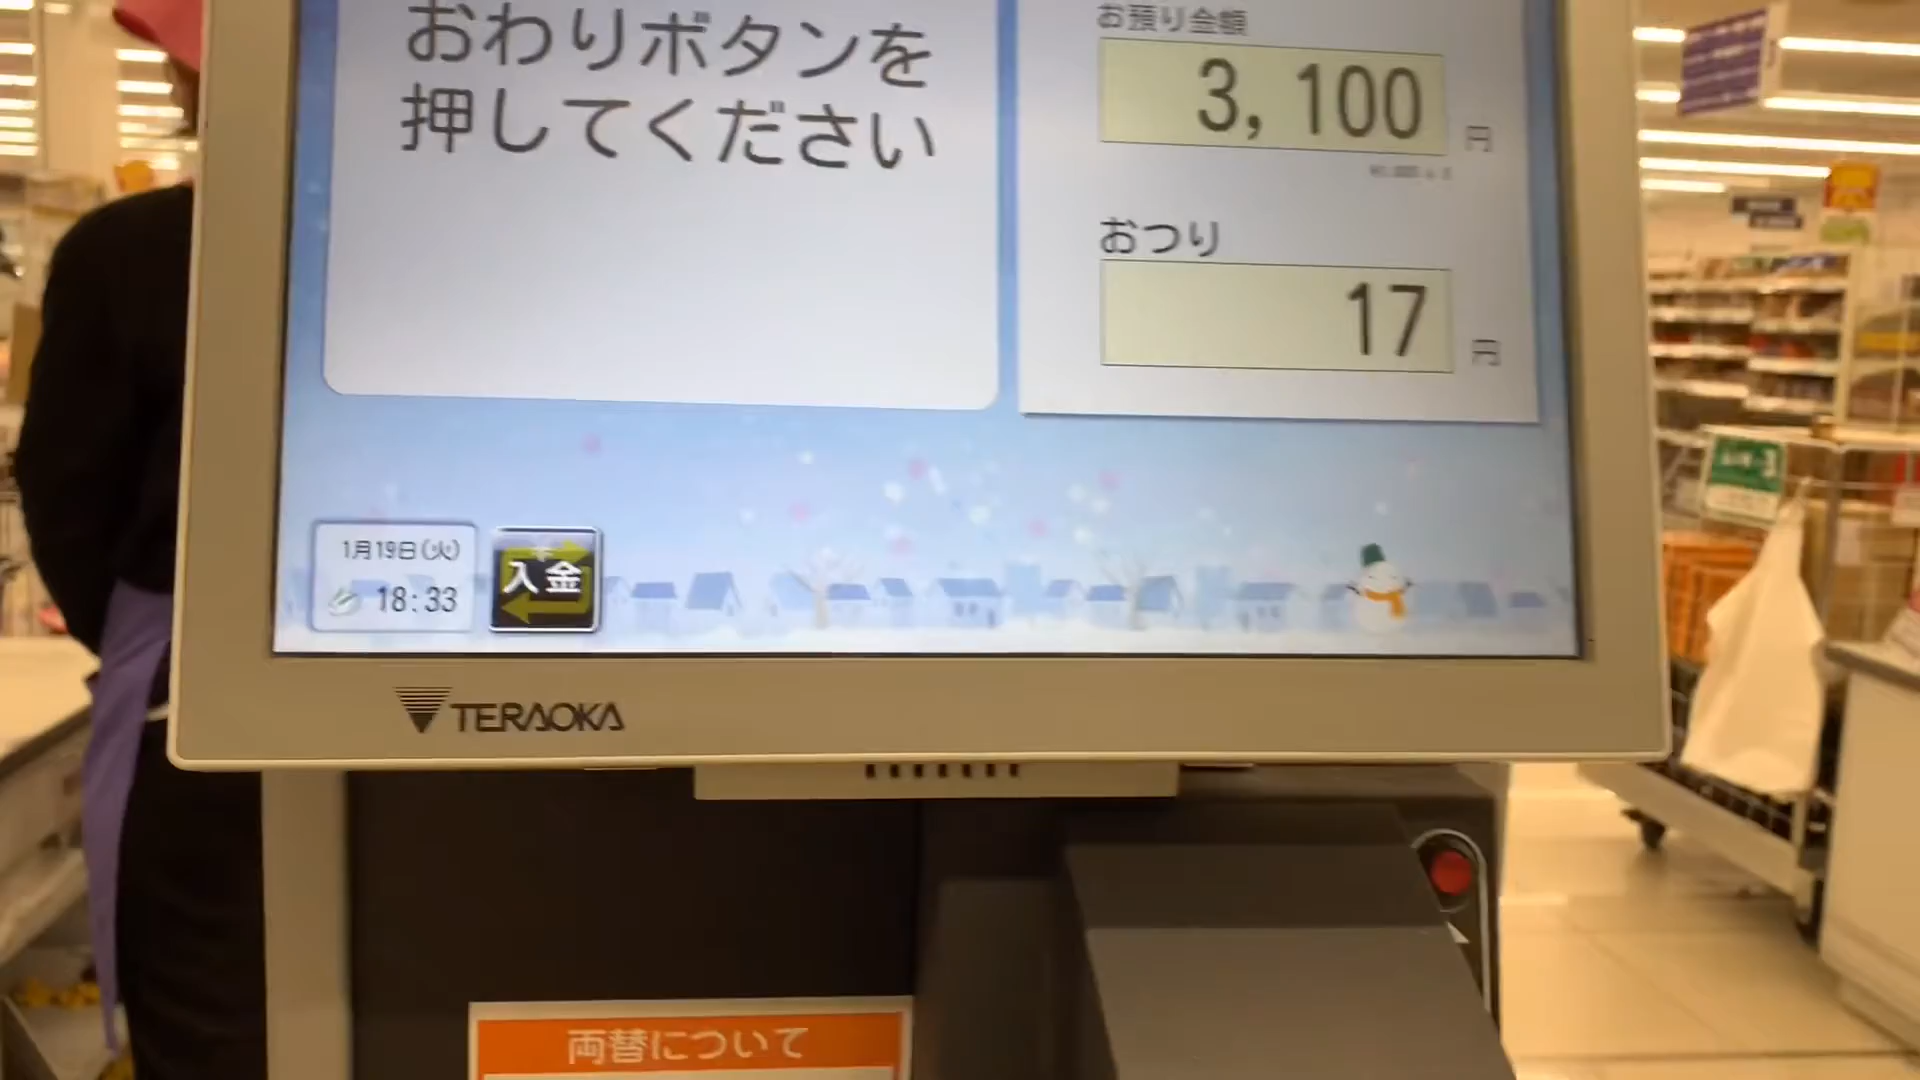 おわりボタンを
押してください
お預り金額
3,100 円
おつり
17 円
1月19日(火)
18:33
入金
TERAOKA
両替について